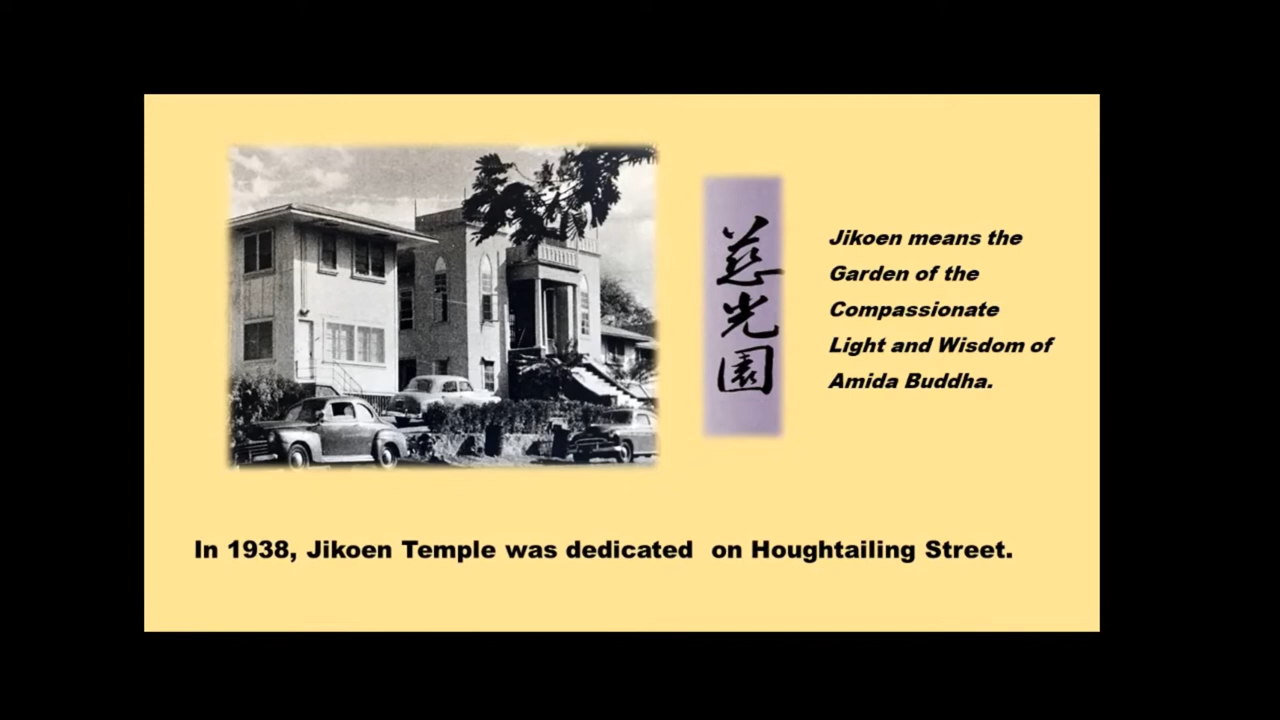 慈光園
Jikoen means the
Garden of the
Compassionate
Light and Wisdom of
Amida Buddha.
In 1938, Jikoen Temple was dedicated  on Houghtailing Street.